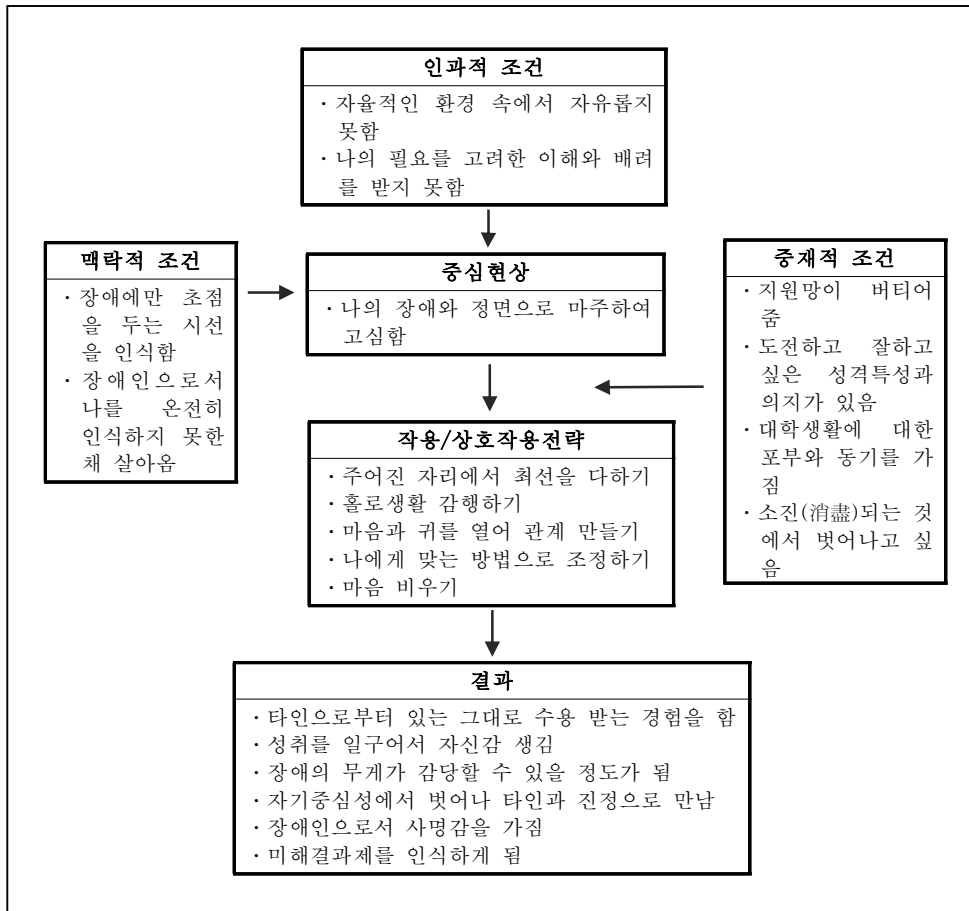 인과적 조건
· 자율적인 환경 속에서 자유롭지
못함
· 나의 필요를 고려한 이해와 배려
를 받지 못함
맥락적 조건
· 장애에만 초점
을 두는 시선
을 인식함
· 장애인으로서
나를 온전히
인식하지 못한
채 살아옴
중심현상
· 나의 장애와 정면으로 마주하여
고심함
중재적 조건
· 지원망이 버티어
줌
· 도전하고 잘하고
싶은 성격특성과
의지가 있음
· 대학생활에 대한
포부와 동기를 가
짐
· 소진(消盡)되는 것
에서 벗어나고 싶
음
작용/상호작용전략
· 주어진 자리에서 최선을 다하기
· 홀로생활 감행하기
· 마음과 귀를 열어 관계 만들기
· 나에게 맞는 방법으로 조정하기
· 마음 비우기
결과
· 타인으로부터 있는 그대로 수용 받는 경험을 함
· 성취를 일구어서 자신감 생김
· 장애의 무게가 감당할 수 있을 정도가 됨
· 자기중심성에서 벗어나 타인과 진정으로 만남
· 장애인으로서 사명감을 가짐
· 미해결과제를 인식하게 됨